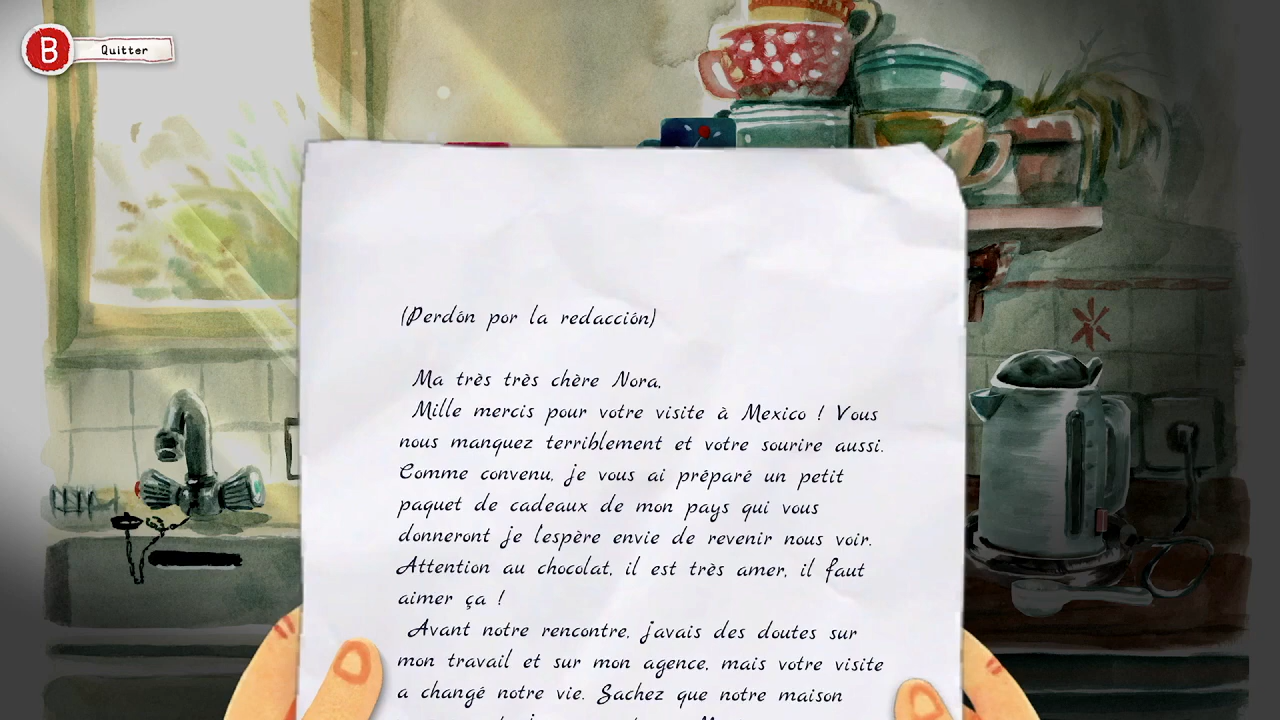 B Quitter
(Perdón por la redacción)
Ma très très chère Nora,
Mille mercis pour votre visite à Mexico ! Vous
nous manquez terriblement et votre sourire aussi.
Comme convenu, je vous ai préparé un petit
paquet de cadeaux de mon pays qui vous
donneront je l'espère envie de revenir nous voir.
Attention au chocolat, il est très amer, il faut
aimer ça !
Avant notre rencontre, j'avais des doutes sur
mon travail et sur mon agence, mais votre visite
a changé notre vie. Sachez que notre maison